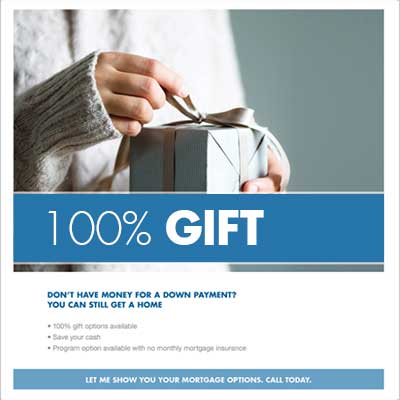 100% GIFT
DON'T HAVE MONEY FOR A DOWN PAYMENT?
YOU CAN STILL GET A HOME
• 100% gift options available
• Save your cash
• Program option available with no monthly mortgage insurance
LET ME SHOW YOU YOUR MORTGAGE OPTIONS. CALL TODAY.